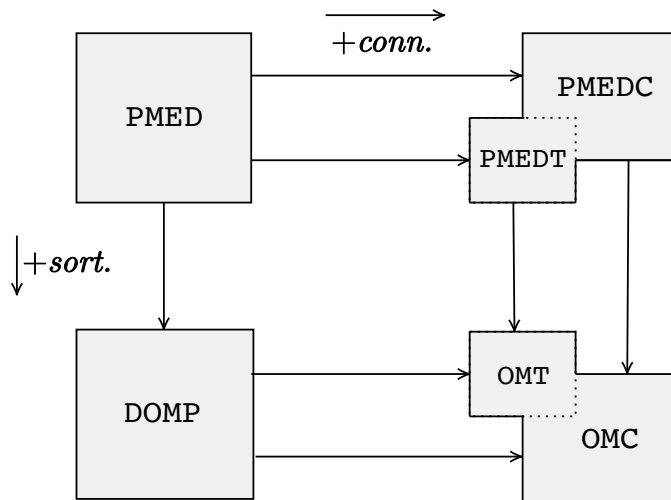 +conn.
PMED
PMEDC
PMEDT
+sort.
OMT
DOMP
OMC